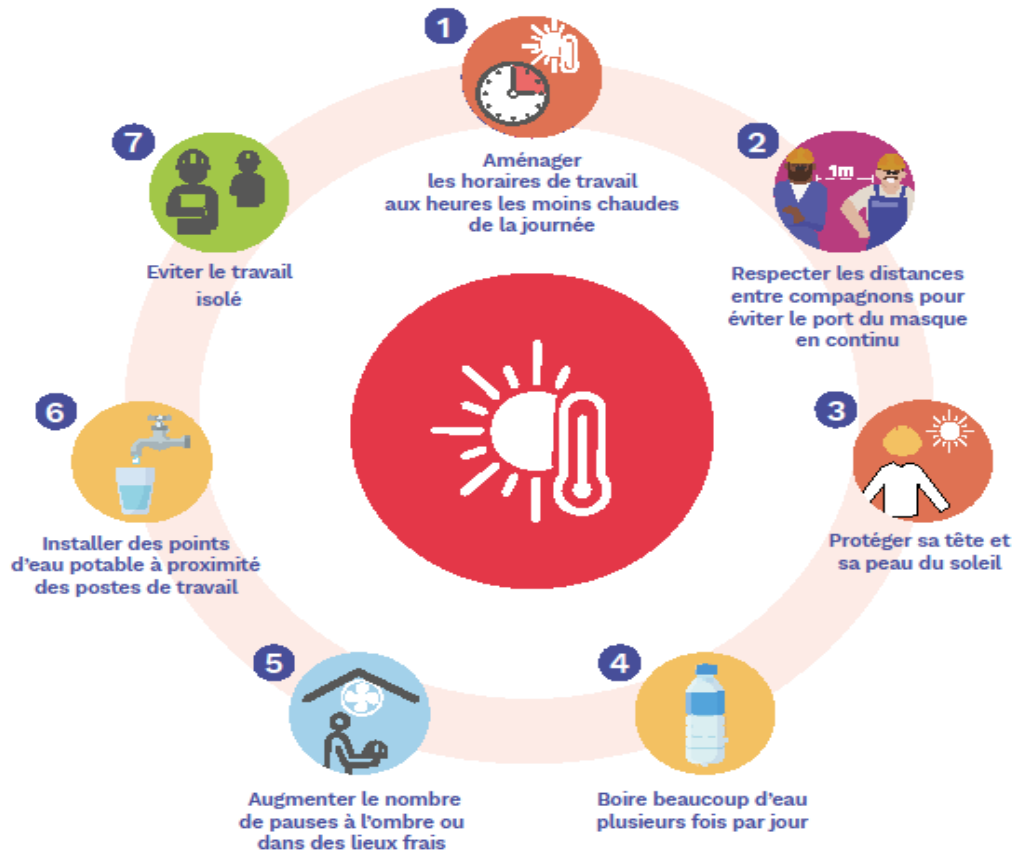 1
Aménager
les horaires de travail
aux heures les moins chaudes
de la journée
2
1m
Respecter les distances
entre compagnons pour
éviter le port du masque
en continu
3
Protéger sa tête et
sa peau du soleil
4
Boire beaucoup d'eau
plusieurs fois par jour
5
Augmenter le nombre
de pauses à l'ombre ou
dans des lieux frais
6
Installer des points
d'eau potable à proximité
des postes de travail
7
Eviter le travail
isolé